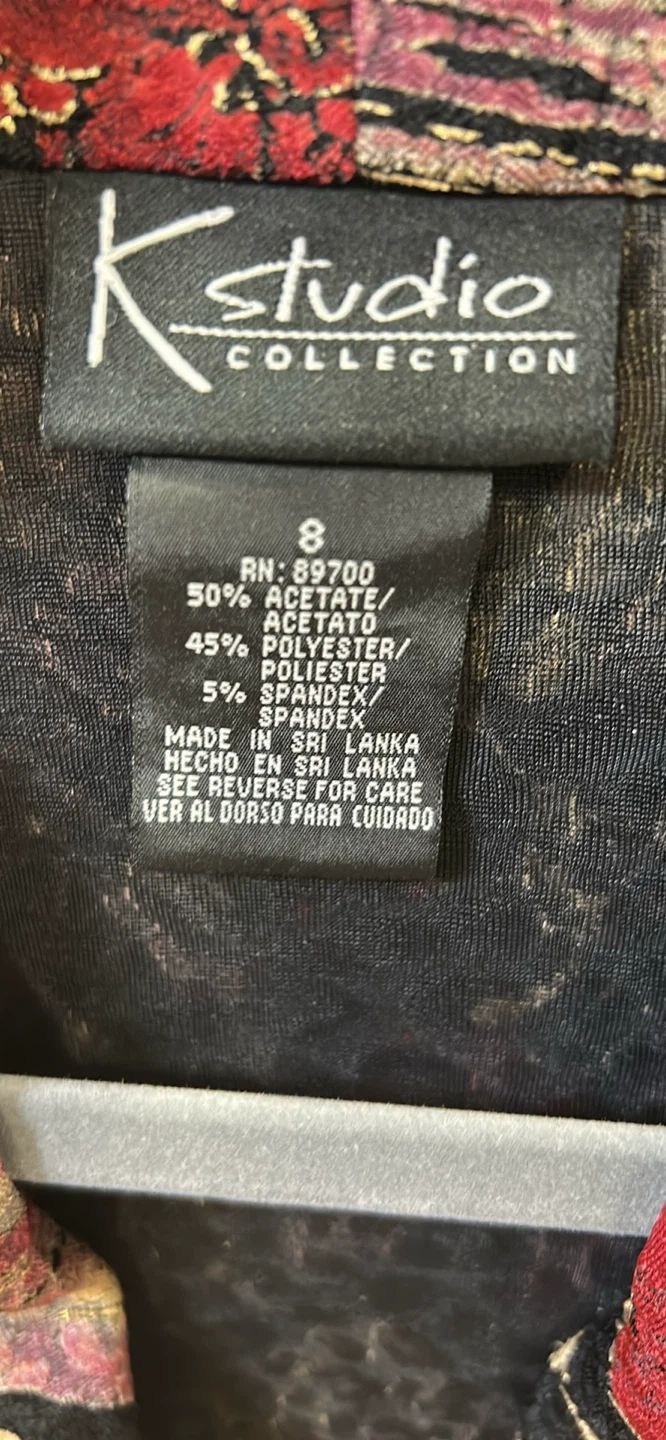 K studio
COLLECTION
8
RN: 89700
50% ACETATE/
ACETATO
45% POLYESTER/
POLIESTER
5% SPANDEX/
SPANDEX
MADE IN SRI LANKA
HECHO EN SRI LANKA
SEE REVERSE FOR CARE
VER AL DORSO PARA CUIDADO